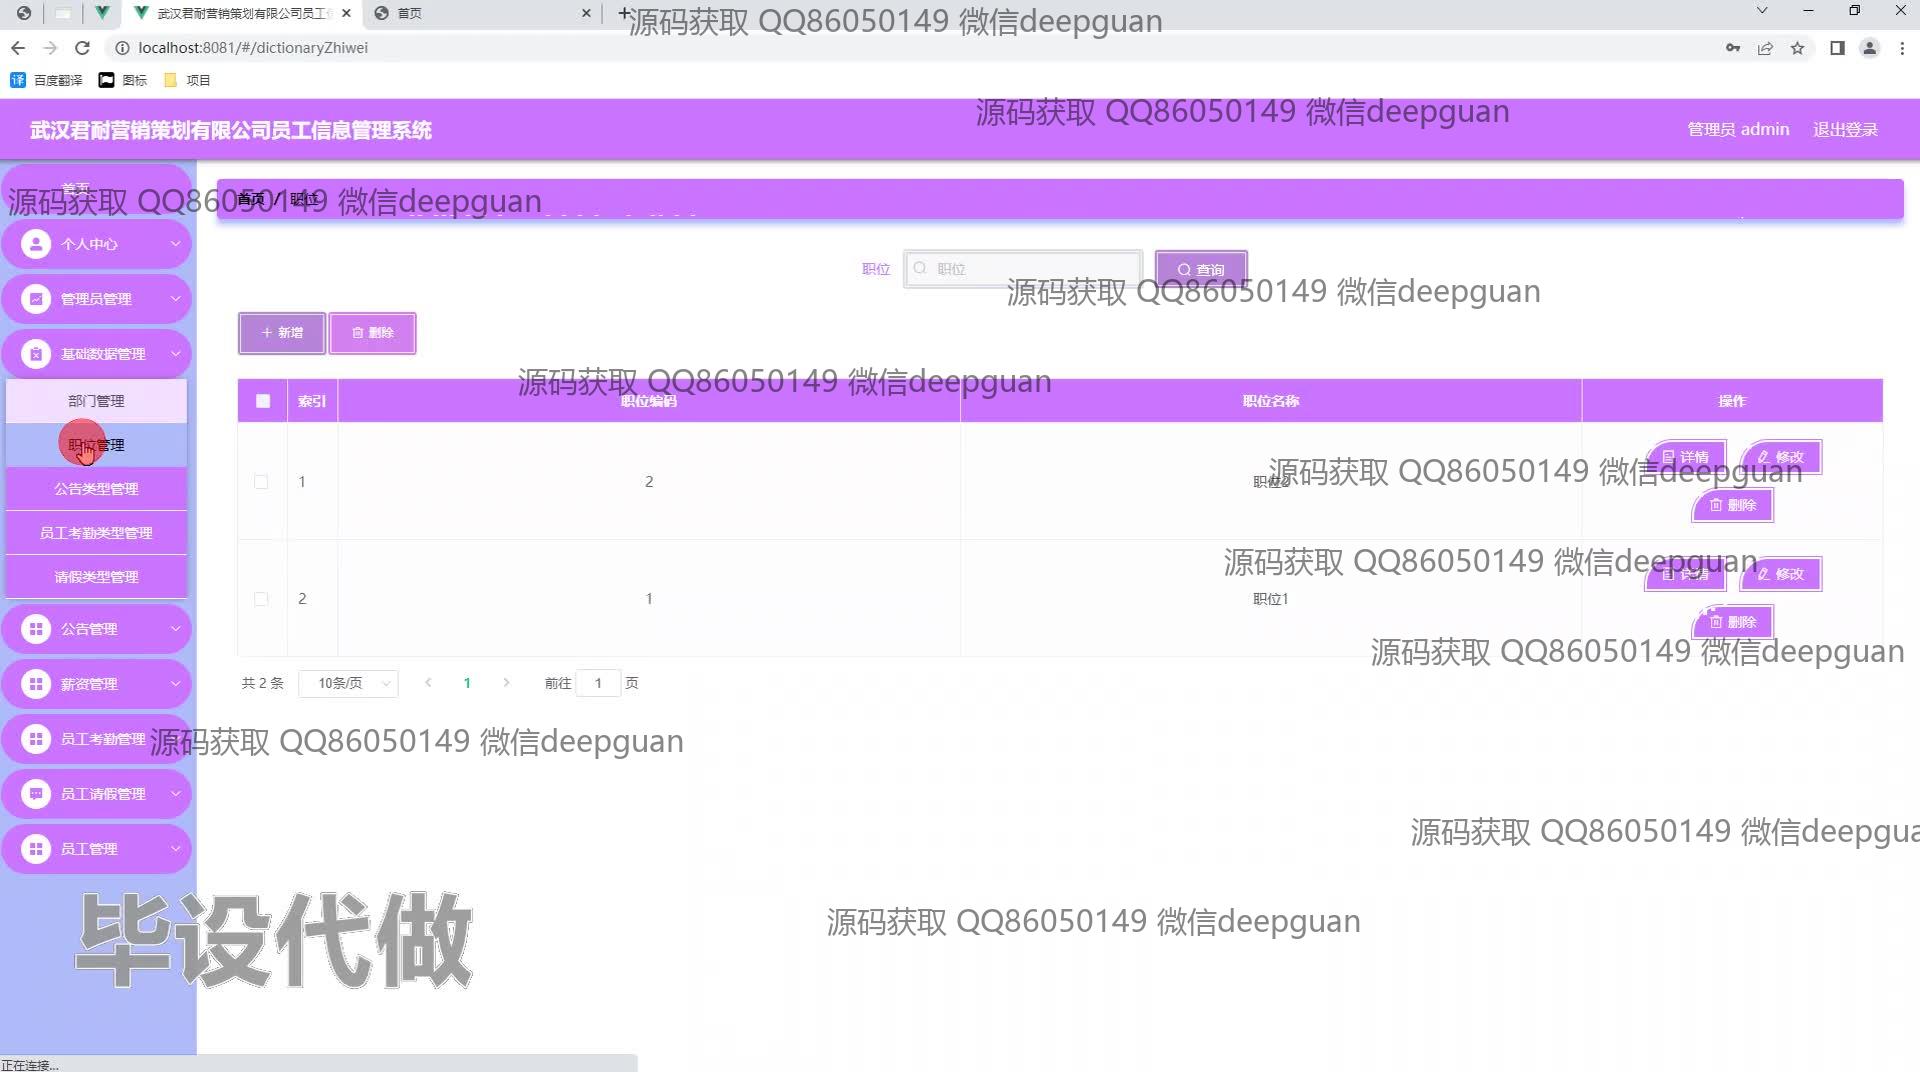 武汉君耐营销策划有限公司员工信
首页
源码获取 QQ86050149 微信deepguan
localhost:8081/#/dictionaryZhiwei
百度翻译 图标 项目
源码获取 QQ86050149 微信deepguan
武汉君耐营销策划有限公司员工信息管理系统
管理员 admin 退出登录
首页
源码获取 QQ86050149 微信deepguan
首页 / 职位
个人中心
职位 职位 查询
源码获取 QQ86050149 微信deepguan
管理员管理
新增 删除
基础数据管理
源码获取 QQ86050149 微信deepguan
部门管理
索引 职位编码 职位名称 操作
职位管理
详情 修改
源码获取 QQ86050149 微信deepguan
1 2 职位2
公告类型管理
删除
员工考勤类型管理
源码获取 QQ86050149 微信deepguan
请假类型管理
详情 修改
2 1 职位1
删除
公告管理
源码获取 QQ86050149 微信deepguan
薪资管理
共 2 条 10条/页 1 前往 1 页
员工考勤管理
源码获取 QQ86050149 微信deepguan
员工请假管理
源码获取 QQ86050149 微信deepgua
员工管理
源码获取 QQ86050149 微信deepguan
毕设代做
正在连接...